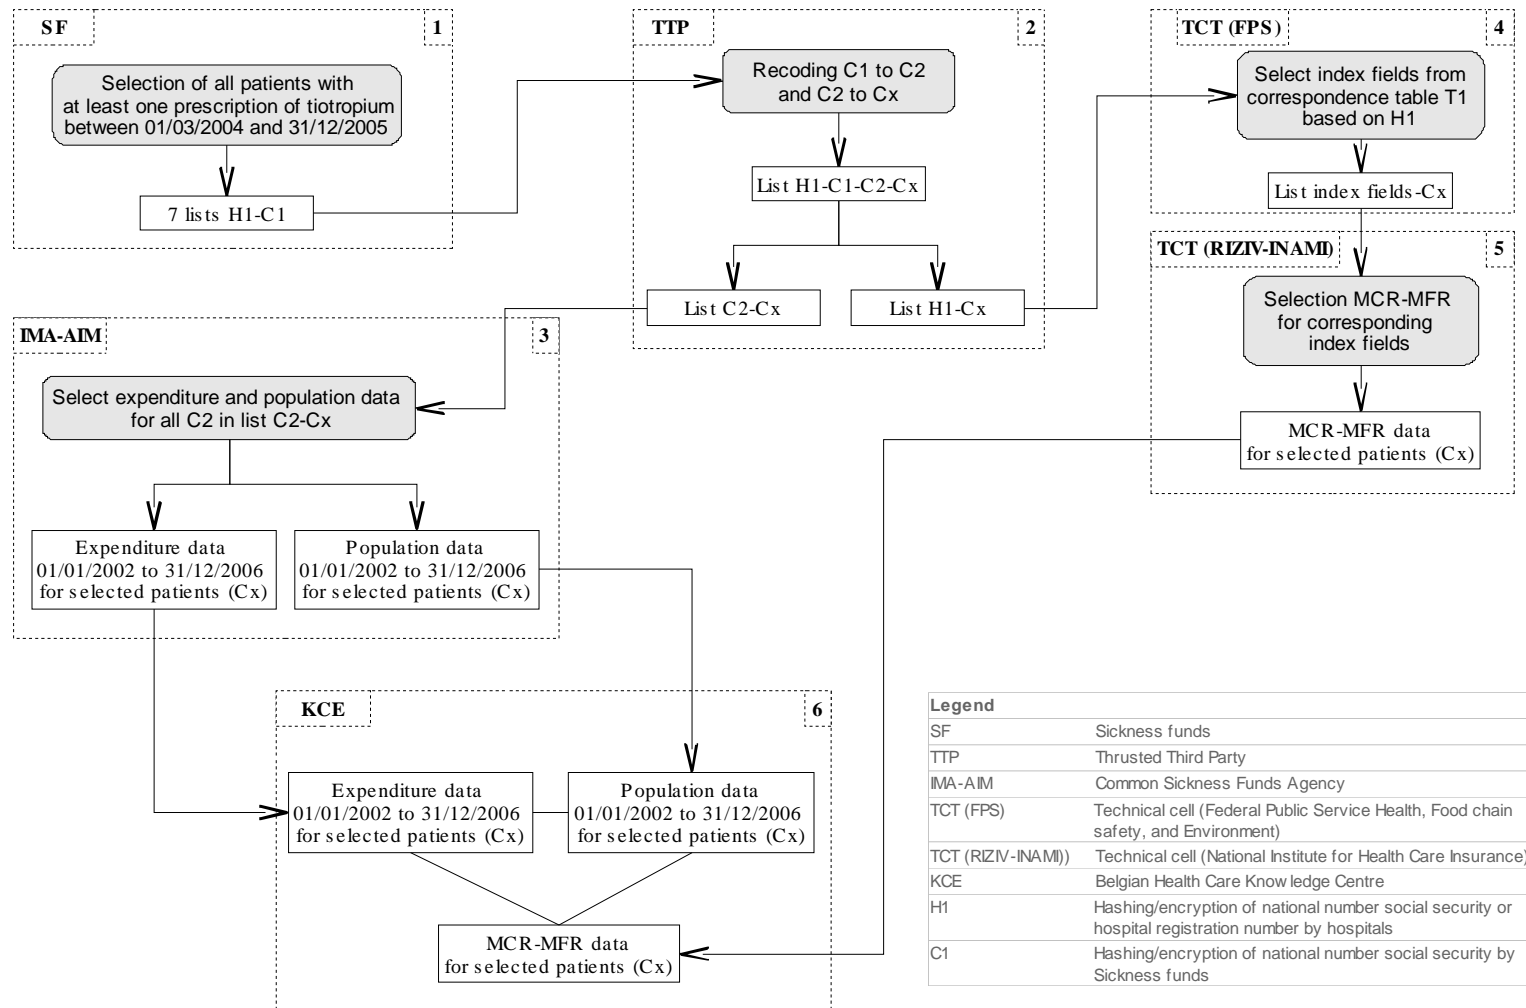 SF
1
Selection of all patients with
at least one prescription of tiotropium
between 01/03/2004 and 31/12/2005
7 lists H1-C1
TTP
2
Recoding C1 to C2
and C2 to Cx
List H1-C1-C2-Cx
List C2-Cx
List H1-Cx
TCT (FPS)
4
Select index fields from
correspondence table T1
based on H1
List index fields-Cx
TCT (RIZIV-INAMI)
5
Selection MCR-MFR
for corresponding
index fields
MCR-MFR data
for selected patients (Cx)
IMA-AIM
3
Select expenditure and population data
for all C2 in list C2-Cx
Expenditure data
01/01/2002 to 31/12/2006
for selected patients (Cx)
Population data
01/01/2002 to 31/12/2006
for selected patients (Cx)
KCE
6
Expenditure data
01/01/2002 to 31/12/2006
for selected patients (Cx)
Population data
01/01/2002 to 31/12/2006
for selected patients (Cx)
MCR-MFR data
for selected patients (Cx)
Legend
SF Sickness funds
TTP Thrusted Third Party
IMA-AIM Common Sickness Funds Agency
TCT (FPS) Technical cell (Federal Public Service Health, Food chain
safety, and Environment)
TCT (RIZIV-INAMI)) Technical cell (National Institute for Health Care Insurance)
KCE Belgian Health Care Knowledge Centre
H1 Hashing/encryption of national number social security or
hospital registration number by hospitals
C1 Hashing/encryption of national number social security by
Sickness funds